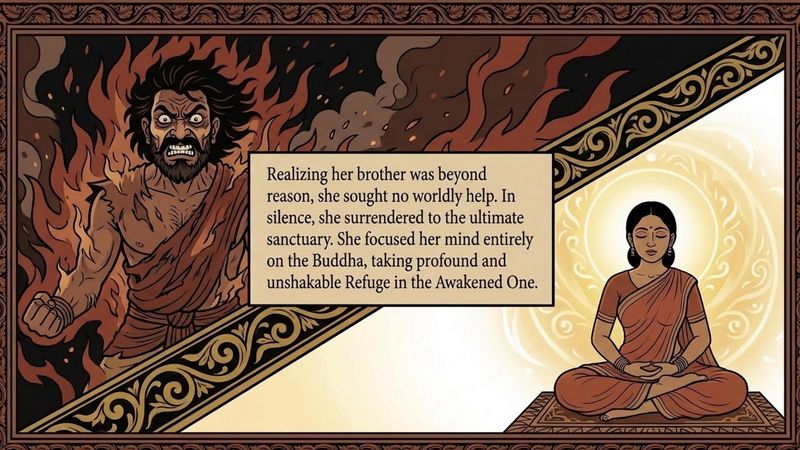 Realizing her brother was beyond
reason, she sought no worldly help. In
silence, she surrendered to the ultimate
sanctuary. She focused her mind entirely
on the Buddha, taking profound and
unshakable Refuge in the Awakened One.